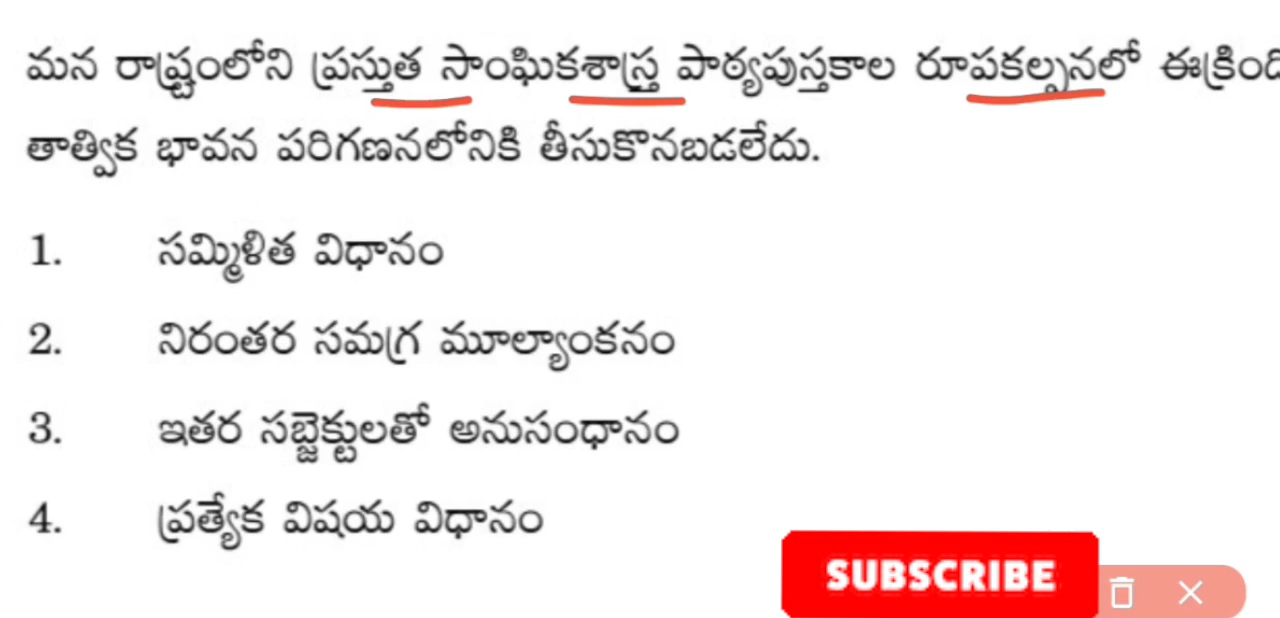 మన రాష్ట్రంలోని ప్రస్తుత సాంఘికశాస్త్ర పాఠ్యపుస్తకాల రూపకల్పనలో
తాత్విక భావన పరిగణనలోనికి తీసుకొనబడలేదు.
1. సమ్మిళిత విధానం
2. నిరంతర సమగ్ర మూల్యాంకనం
3. ఇతర సబ్జెక్టులతో అనుసంధానం
4. ప్రత్యేక విషయ విధానం
SUBSCRIBE